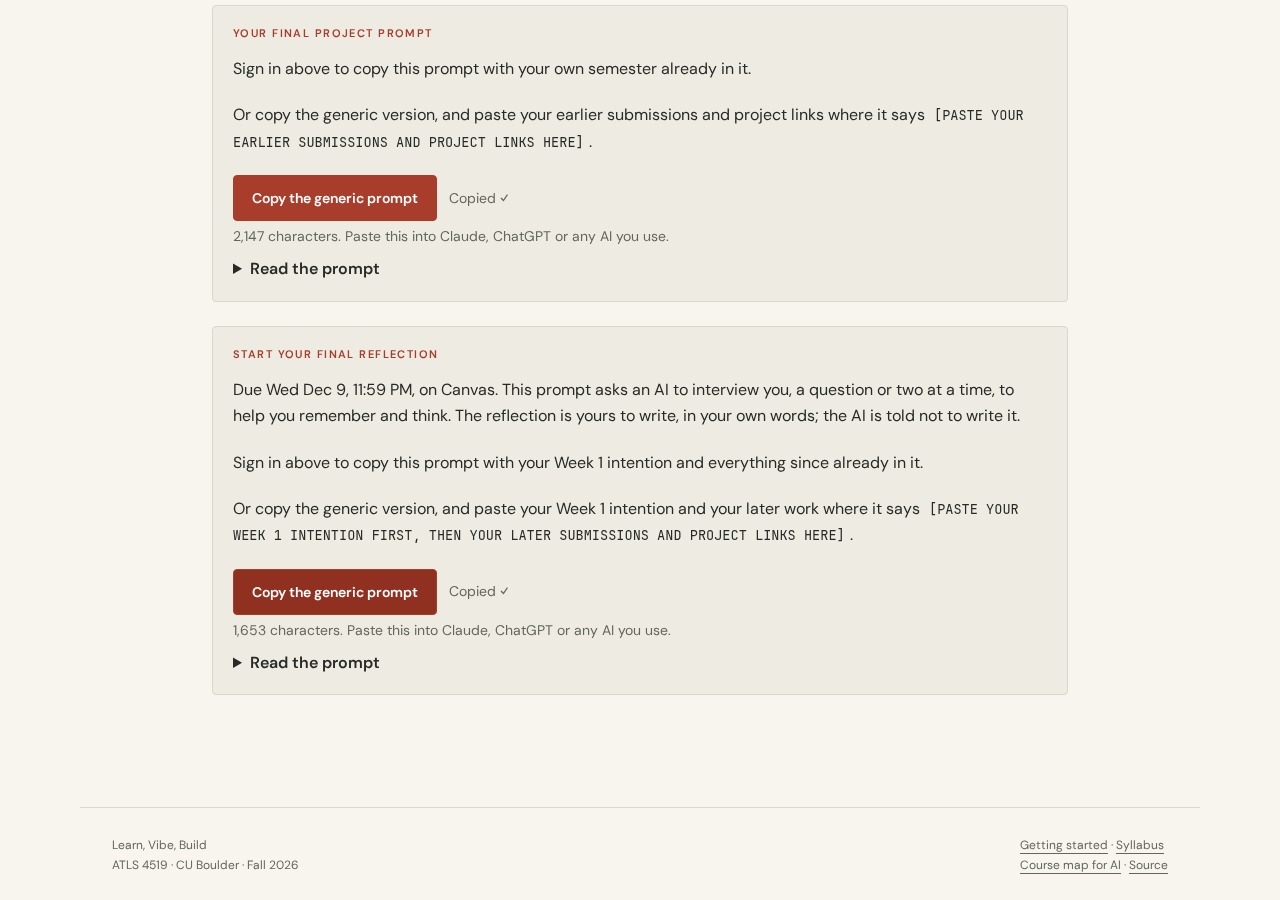 YOUR FINAL PROJECT PROMPT
Sign in above to copy this prompt with your own semester already in it.
Or copy the generic version, and paste your earlier submissions and project links where it says [PASTE YOUR
EARLIER SUBMISSIONS AND PROJECT LINKS HERE].
Copy the generic prompt Copied ✓
2,147 characters. Paste this into Claude, ChatGPT or any AI you use.
▶ Read the prompt
START YOUR FINAL REFLECTION
Due Wed Dec 9, 11:59 PM, on Canvas. This prompt asks an AI to interview you, a question or two at a time, to
help you remember and think. The reflection is yours to write, in your own words; the AI is told not to write it.
Sign in above to copy this prompt with your Week 1 intention and everything since already in it.
Or copy the generic version, and paste your Week 1 intention and your later work where it says [PASTE YOUR
WEEK 1 INTENTION FIRST, THEN YOUR LATER SUBMISSIONS AND PROJECT LINKS HERE].
Copy the generic prompt Copied ✓
1,653 characters. Paste this into Claude, ChatGPT or any AI you use.
▶ Read the prompt
Learn, Vibe, Build
ATLS 4519 · CU Boulder · Fall 2026
Getting started · Syllabus
Course map for AI · Source